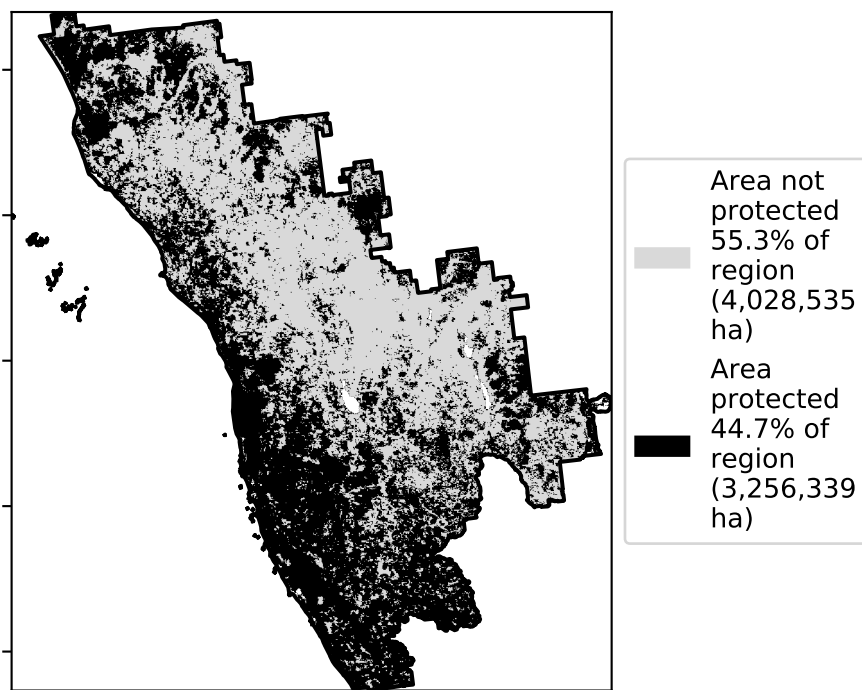 Area not
protected
55.3% of
region
(4,028,535
ha)
Area
protected
44.7% of
region
(3,256,339
ha)